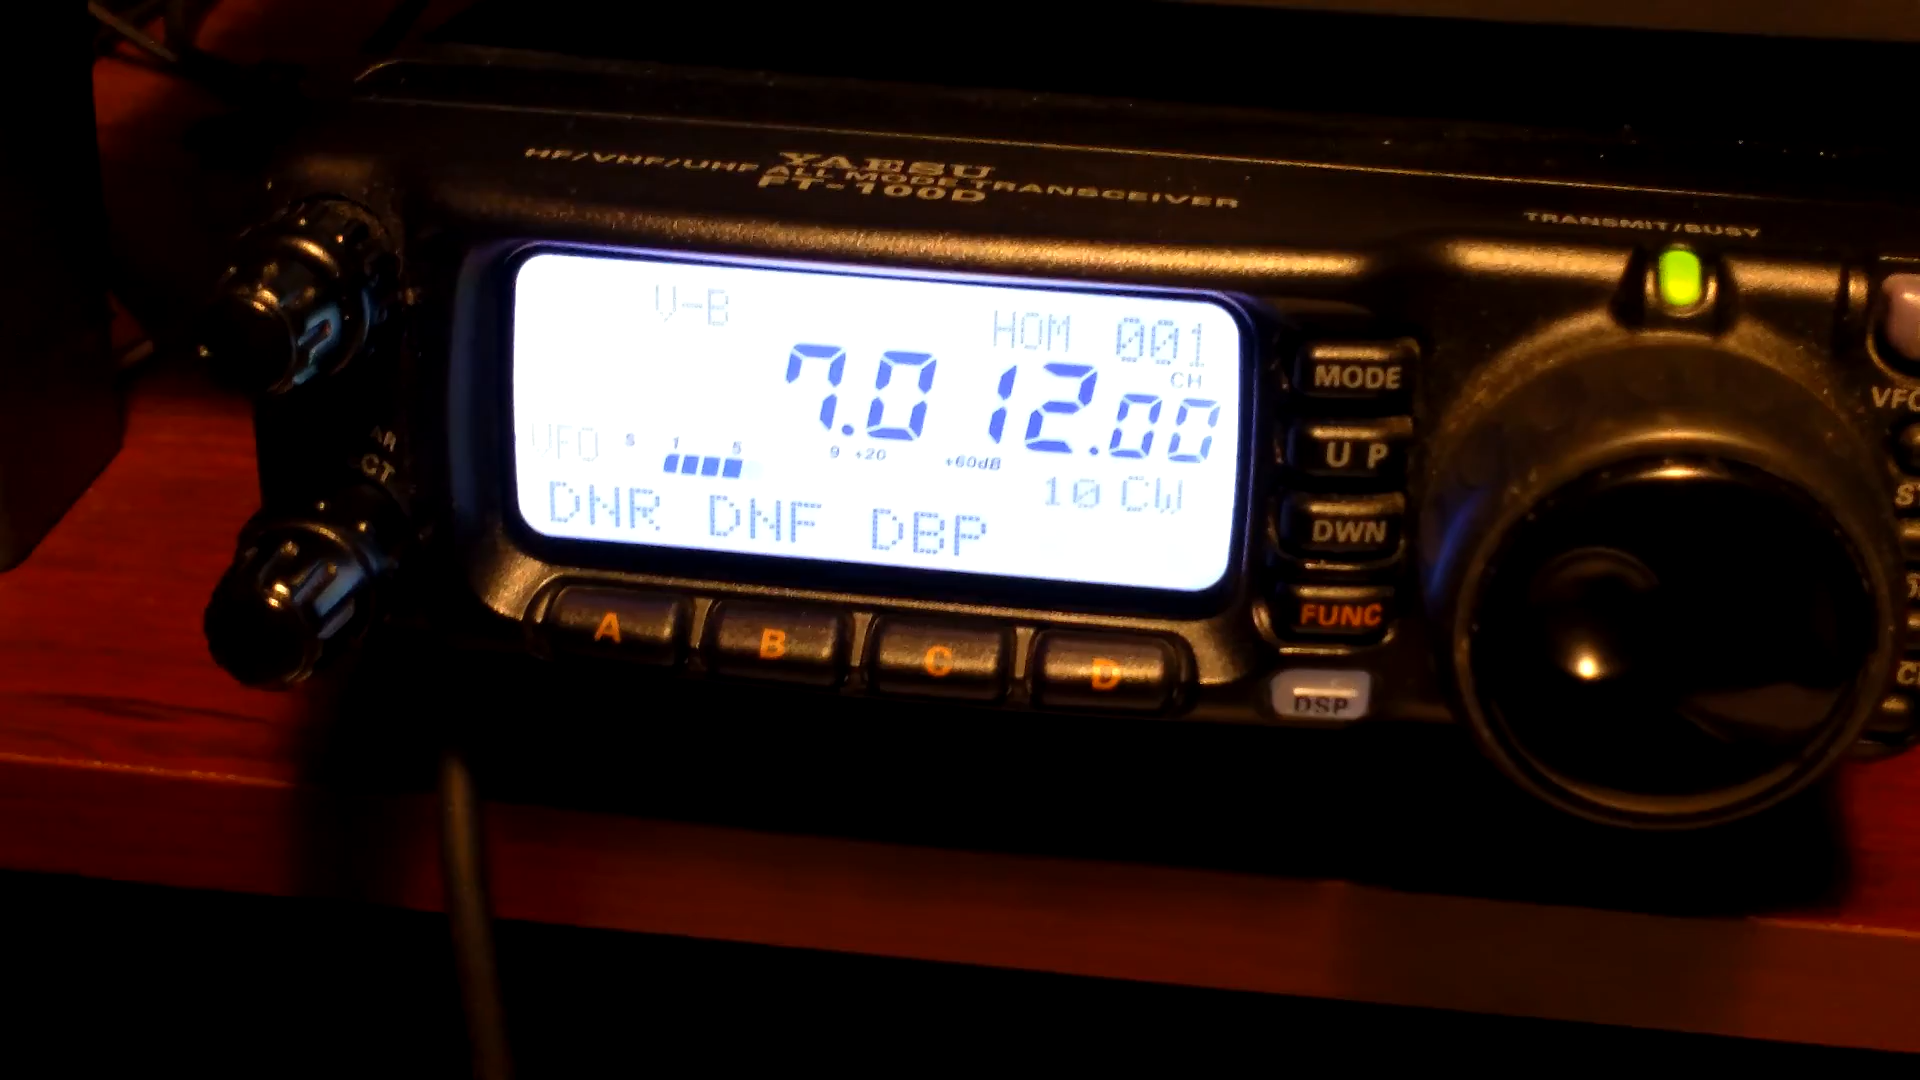 YAESU
HF/VHF/UHF ALL MODE TRANSCEIVER
FT-100D
TRANSMIT/BUSY
V-B
HOM 001
CH
7.012.00
VFO
S 1 5 9 +20 +60dB
10 CW
DNR DNF DBP
MODE
UP
DWN
FUNC
DSP
A B C D